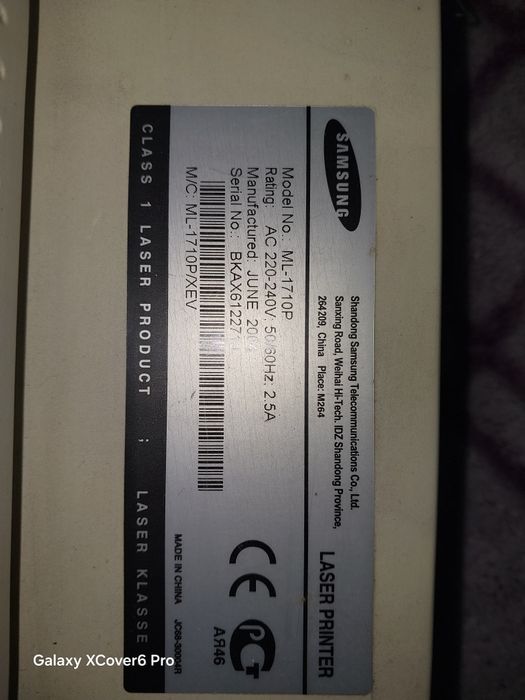 SAMSUNG
Shandong Samsung Telecommunications Co., Ltd.
Sanxing Road, Weihai Hi-Tech. IDZ Shandong Province,
264209, China Place: M264
LASER PRINTER
Model No.: ML-1710P
Rating: AC 220-240V; 50/60Hz; 2.5A
Manufactured: JUNE
Serial No.:
M/C: ML-1710P/XEV
CE
РСТ
АЯ46
MADE IN CHINA
CLASS 1 LASER PRODUCT ; LASER KLASSE
Galaxy XCover6 Pro